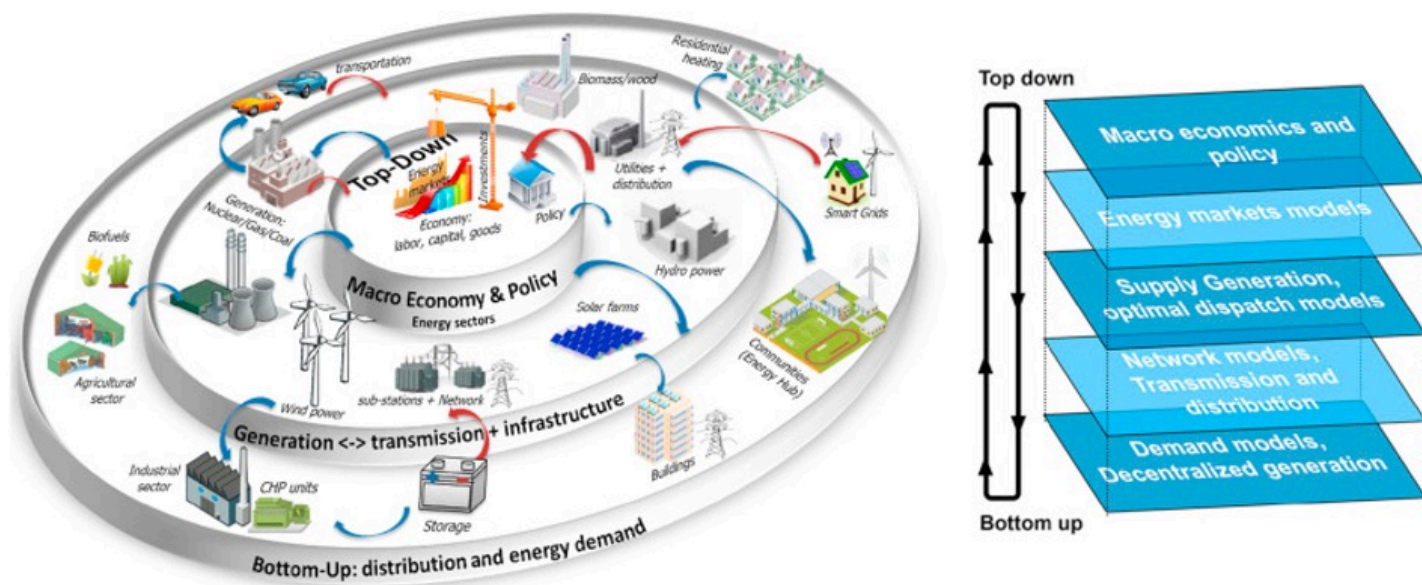 transportation
Biomass/wood
Residential
heating
Top-Down
Energy
markets
Investments
Economy:
labor, capital, goods
Policy
Utilities +
distribution
Smart Grids
Generation:
Nuclear/Gas/Coal
Biofuels
Hydro power
Macro Economy & Policy
Energy sectors
Solar farms
Communities
(Energy Hub)
Agricultural
sector
Wind power
sub-stations + Network
Generation <-> transmission + infrastructure
Buildings
Industrial
sector
CHP units
Storage
Bottom-Up: distribution and energy demand
Top down
Macro economics and
policy
Energy markets models
Supply Generation,
optimal dispatch models
Network models,
Transmission and
distribution
Demand models,
Decentralized generation
Bottom up